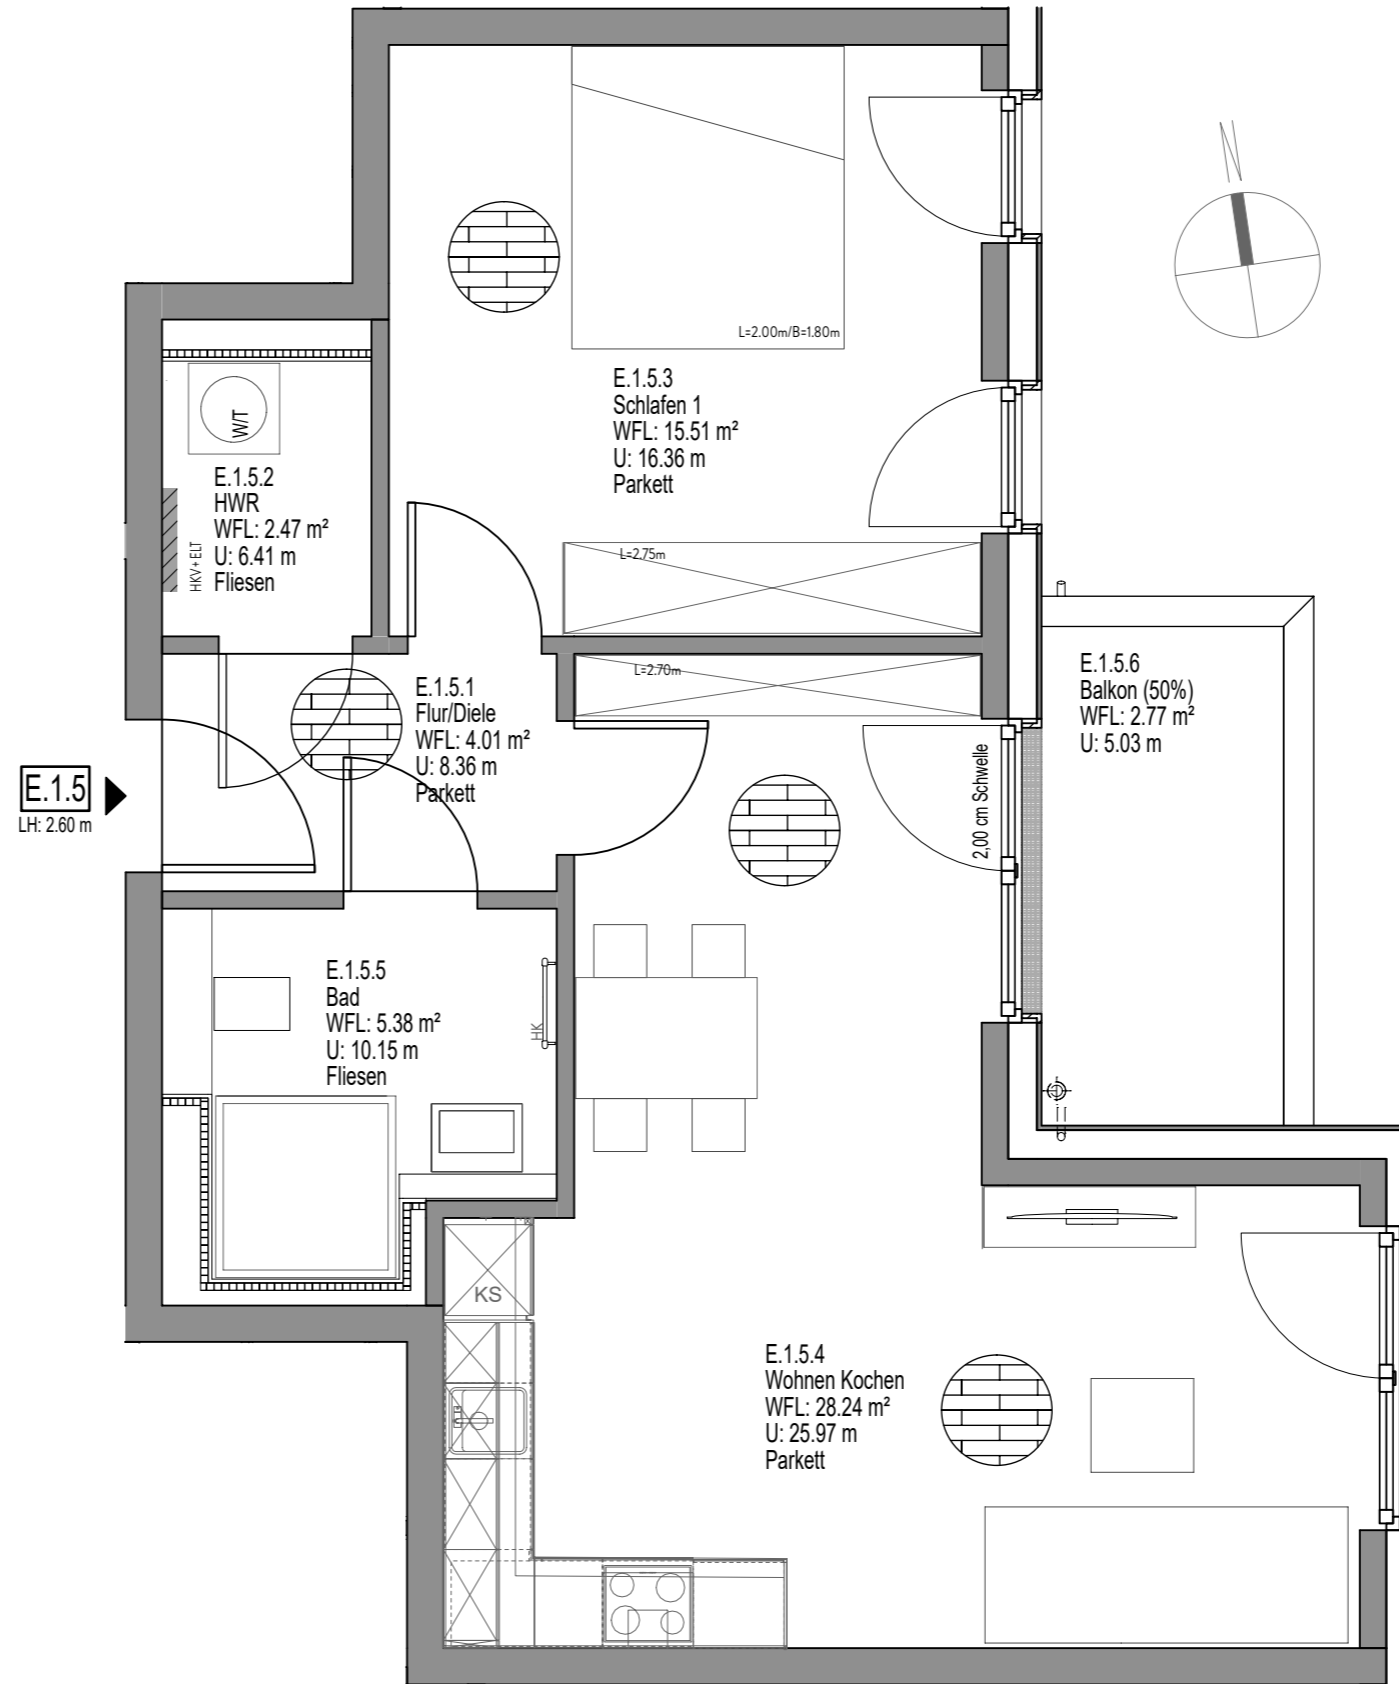 L=2.00m/B=1.80m
E.1.5.3
Schlafen 1
WFL: 15.51 m²
U: 16.36 m
Parkett
W/T
E.1.5.2
HWR
WFL: 2.47 m²
U: 6.41 m
Fliesen
HKV+ELT
L=2.75m
L=2.70m
E.1.5.1
Flur/Diele
WFL: 4.01 m²
U: 8.36 m
Parkett
E.1.5.6
Balkon (50%)
WFL: 2.77 m²
U: 5.03 m
2,00 cm Schwelle
E.1.5
LH: 2.60 m
E.1.5.5
Bad
WFL: 5.38 m²
U: 10.15 m
Fliesen
HK
KS
E.1.5.4
Wohnen Kochen
WFL: 28.24 m²
U: 25.97 m
Parkett